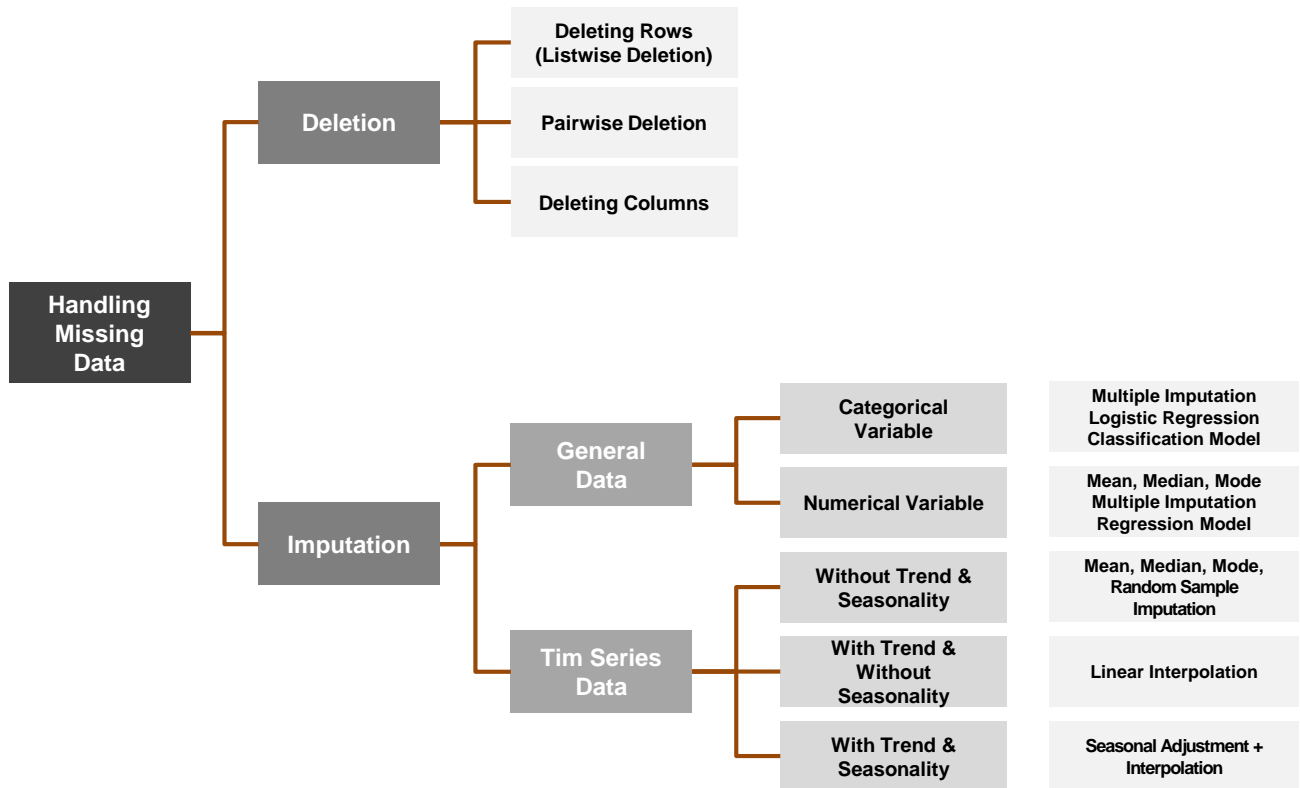 Deleting Rows
(Listwise Deletion)
Deletion
Pairwise Deletion
Deleting Columns
Handling
Missing
Data
Categorical
Variable
Multiple Imputation
Logistic Regression
Classification Model
General
Data
Numerical Variable
Mean, Median, Mode
Multiple Imputation
Regression Model
Imputation
Without Trend &
Seasonality
Mean, Median, Mode,
Random Sample
Imputation
Tim Series
Data
With Trend &
Without
Seasonality
Linear Interpolation
With Trend &
Seasonality
Seasonal Adjustment +
Interpolation